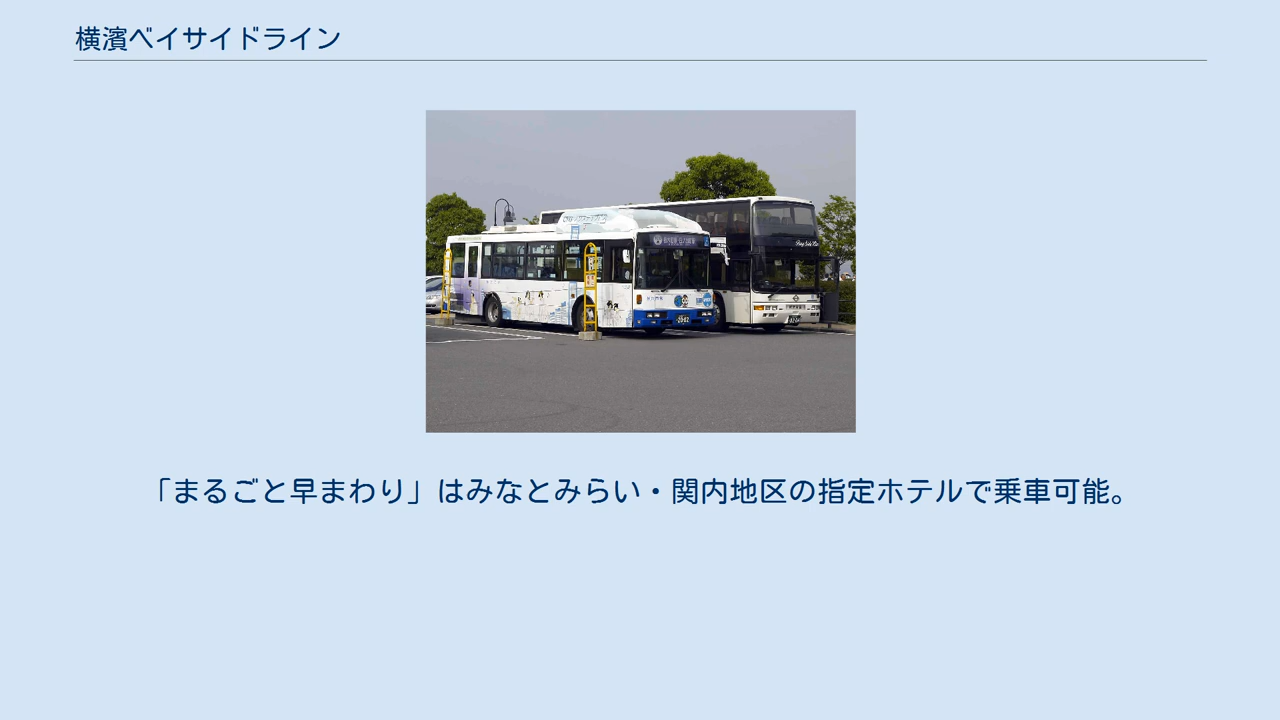 横濱ベイサイドライン
「まるごと早まわり」はみなとみらい・関内地区の指定ホテルで乗車可能。